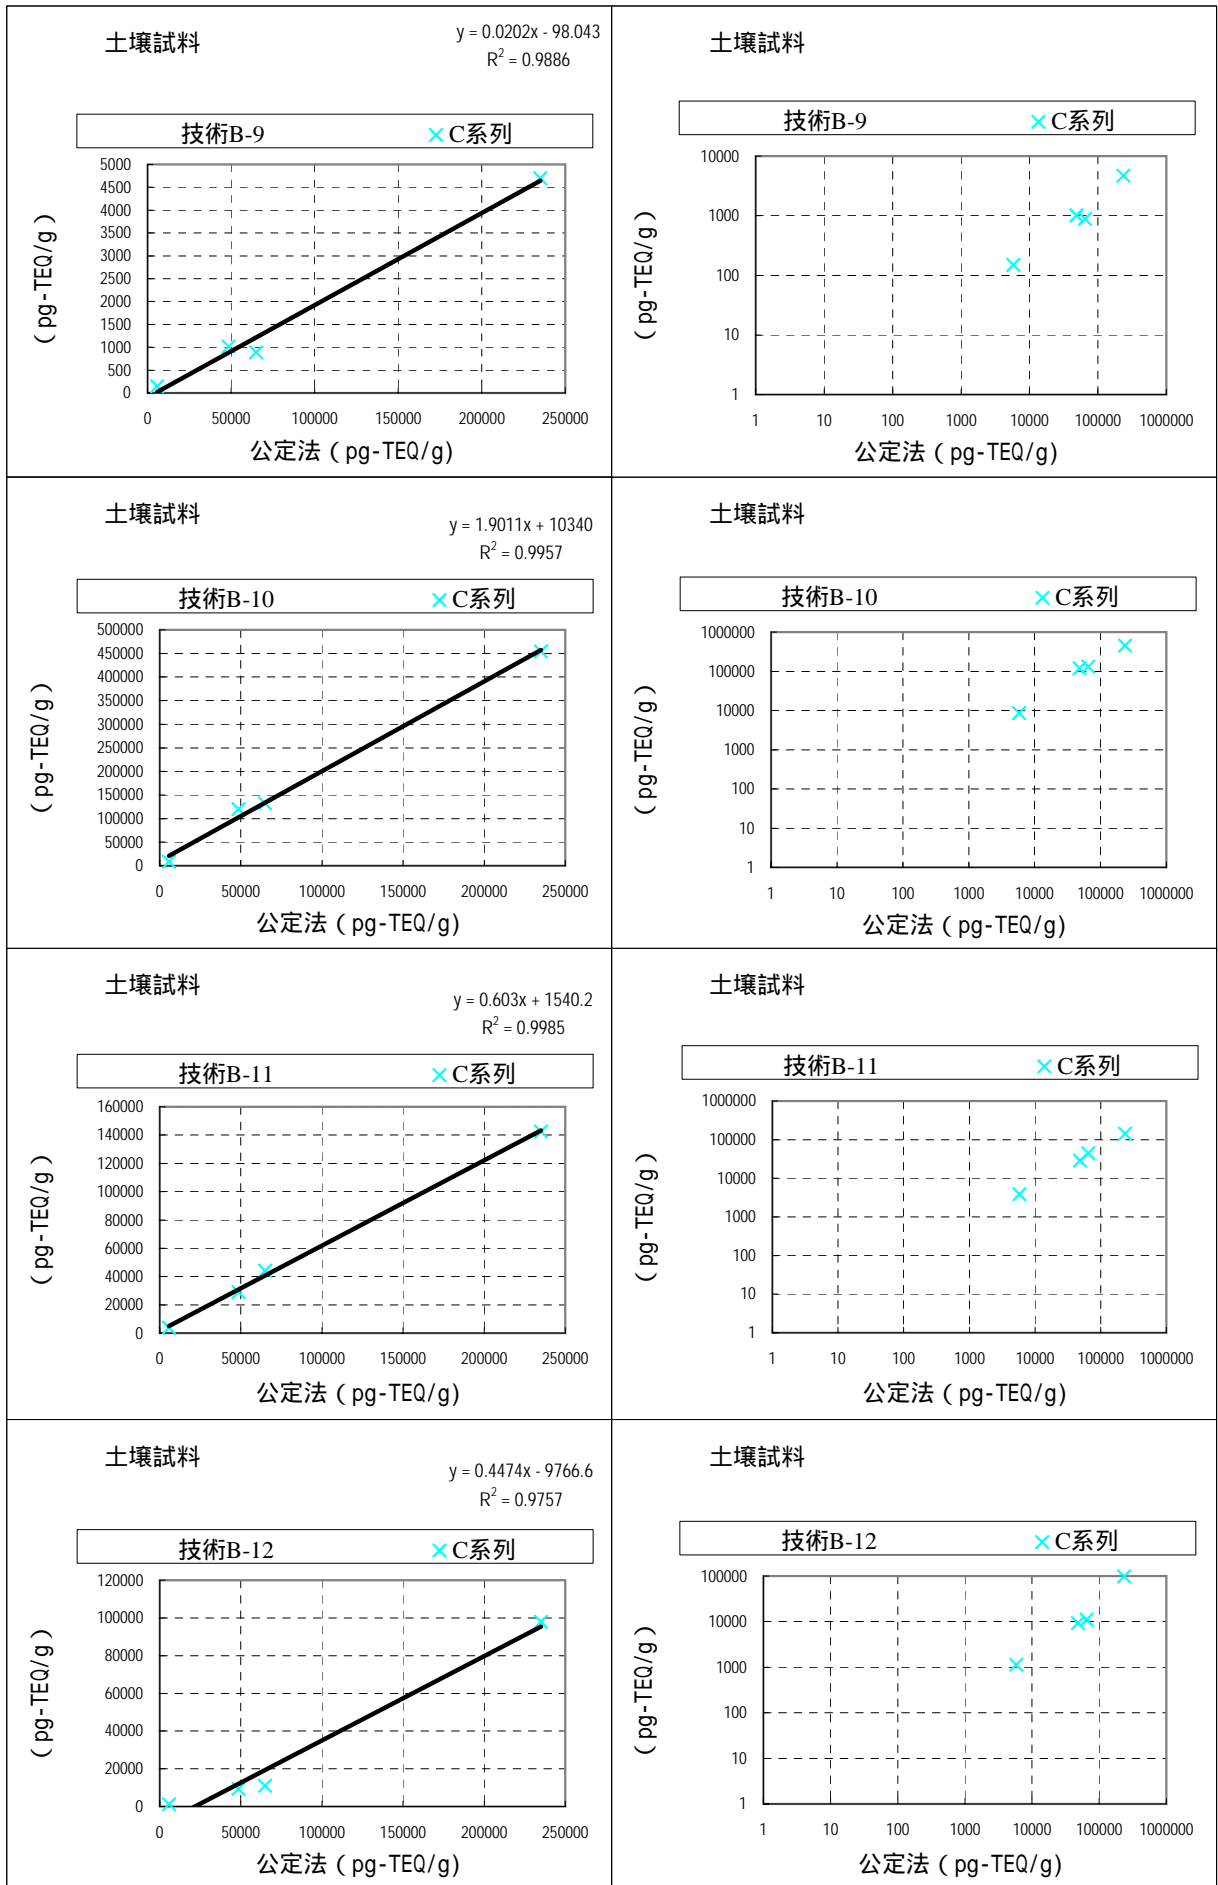 土壌試料
y = 0.0202x - 98.043
R² = 0.9886
技術B-9 × C系列
5000
4500
4000
3500
3000
2500
2000
1500
1000
500
0
0 50000 100000 150000 200000 250000
(pg-TEQ/g)
公定法(pg-TEQ/g)
土壌試料
技術B-9 × C系列
10000
1000
100
10
1
1 10 100 1000 10000 100000 1000000
(pg-TEQ/g)
公定法(pg-TEQ/g)
土壌試料
y = 1.9011x + 10340
R² = 0.9957
技術B-10 × C系列
500000
450000
400000
350000
300000
250000
200000
150000
100000
50000
0
0 50000 100000 150000 200000 250000
(pg-TEQ/g)
公定法(pg-TEQ/g)
土壌試料
技術B-10 × C系列
1000000
100000
10000
1000
100
10
1
1 10 100 1000 10000 100000 1000000
(pg-TEQ/g)
公定法(pg-TEQ/g)
土壌試料
y = 0.603x + 1540.2
R² = 0.9985
技術B-11 × C系列
160000
140000
120000
100000
80000
60000
40000
20000
0
0 50000 100000 150000 200000 250000
(pg-TEQ/g)
公定法(pg-TEQ/g)
土壌試料
技術B-11 × C系列
1000000
100000
10000
1000
100
10
1
1 10 100 1000 10000 100000 1000000
(pg-TEQ/g)
公定法(pg-TEQ/g)
土壌試料
y = 0.4474x - 9766.6
R² = 0.9757
技術B-12 × C系列
120000
100000
80000
60000
40000
20000
0
0 50000 100000 150000 200000 250000
(pg-TEQ/g)
公定法(pg-TEQ/g)
土壌試料
技術B-12 × C系列
100000
10000
1000
100
10
1
1 10 100 1000 10000 100000 1000000
(pg-TEQ/g)
公定法(pg-TEQ/g)